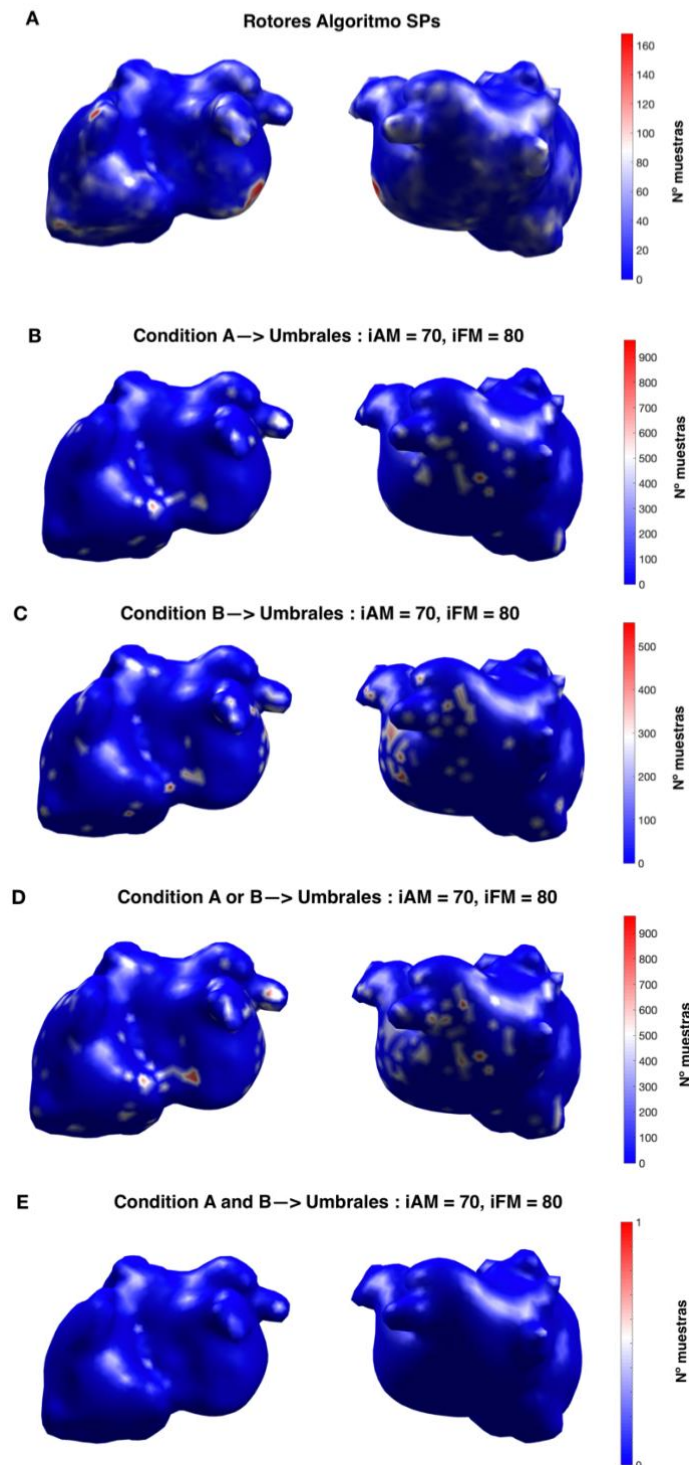 A
Rotores Algoritmo SPs
160
140
120
100
80
60
40
20
0
Nº muestras
B
Condition A—> Umbrales : iAM = 70, iFM = 80
900
800
700
600
500
400
300
200
100
0
Nº muestras
C
Condition B—> Umbrales : iAM = 70, iFM = 80
500
400
300
200
100
0
Nº muestras
D
Condition A or B—> Umbrales : iAM = 70, iFM = 80
900
800
700
600
500
400
300
200
100
0
Nº muestras
E
Condition A and B—> Umbrales : iAM = 70, iFM = 80
1
0
Nº muestras